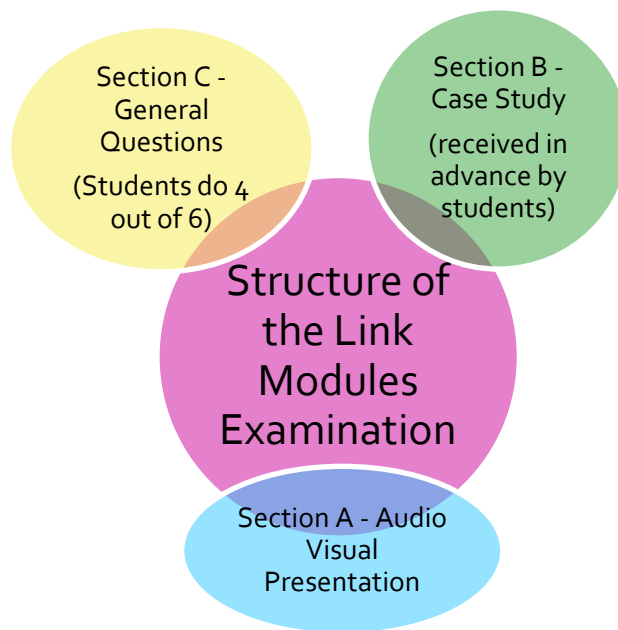 Section C -
General
Questions
(Students do 4
out of 6)
Section B -
Case Study
(received in
advance by
students)
Structure of
the Link
Modules
Examination
Section A - Audio
Visual
Presentation